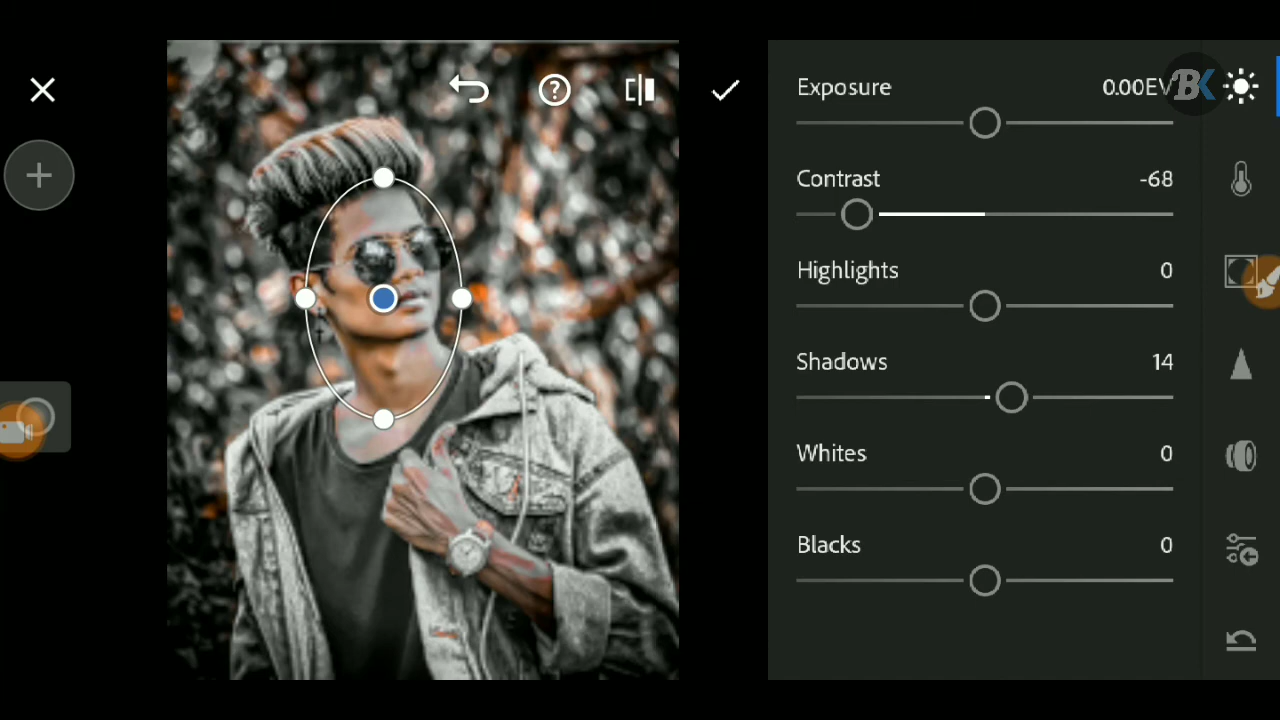 Exposure 0.00EV
BK
Contrast -68
Highlights 0
Shadows 14
Whites 0
Blacks 0